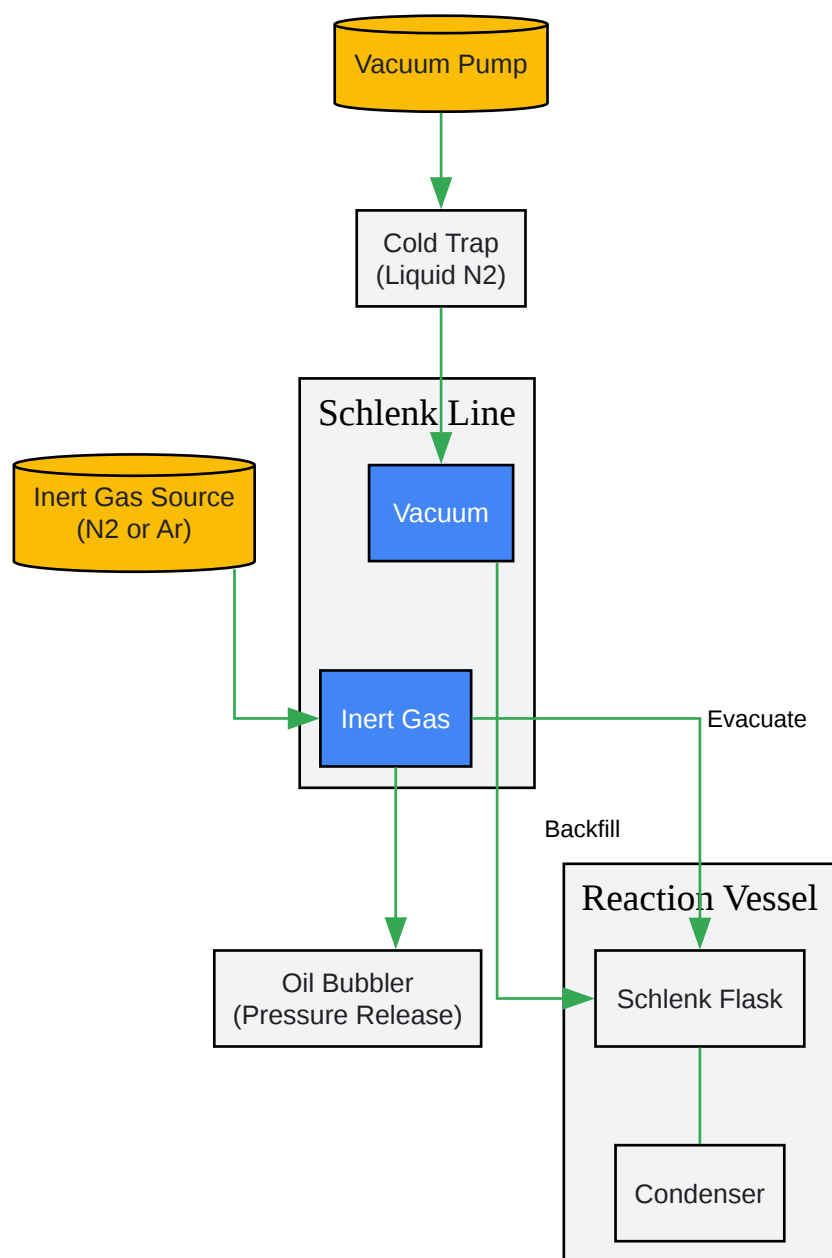 Vacuum Pump
Cold Trap
(Liquid N2)
Schlenk Line
Inert Gas Source
(N2 or Ar)
Vacuum
Inert Gas
Evacuate
Backfill
Reaction Vessel
Oil Bubbler
(Pressure Release)
Schlenk Flask
Condenser